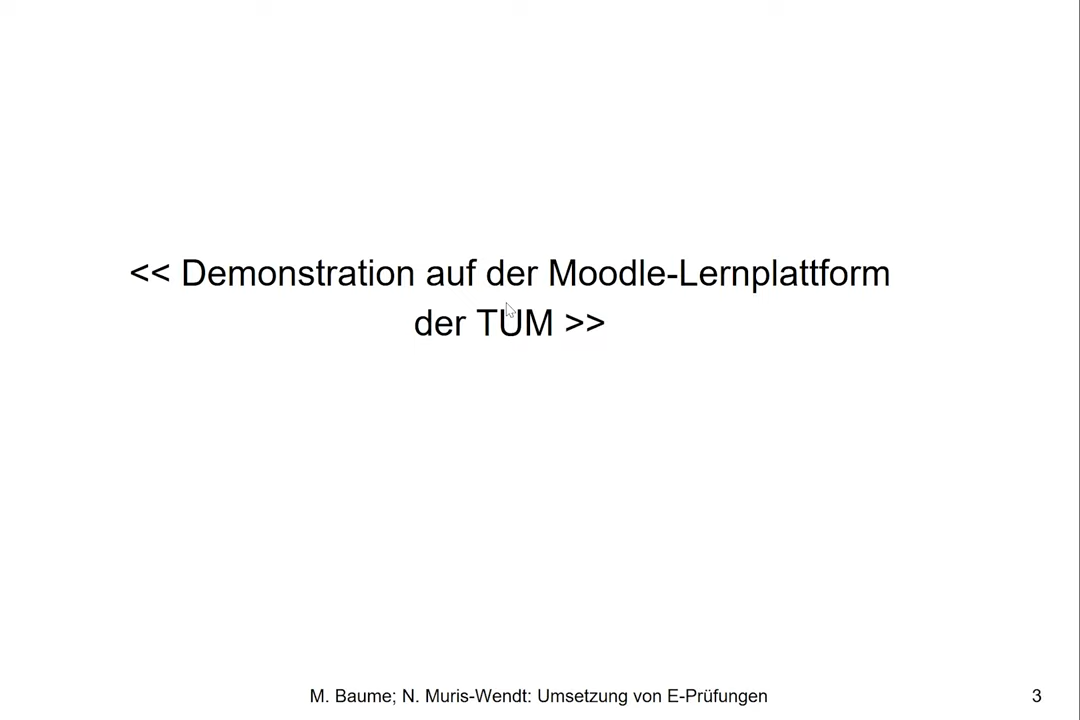 << Demonstration auf der Moodle-Lernplattform
der TUM >>
M. Baume; N. Muris-Wendt: Umsetzung von E-Prüfungen
3